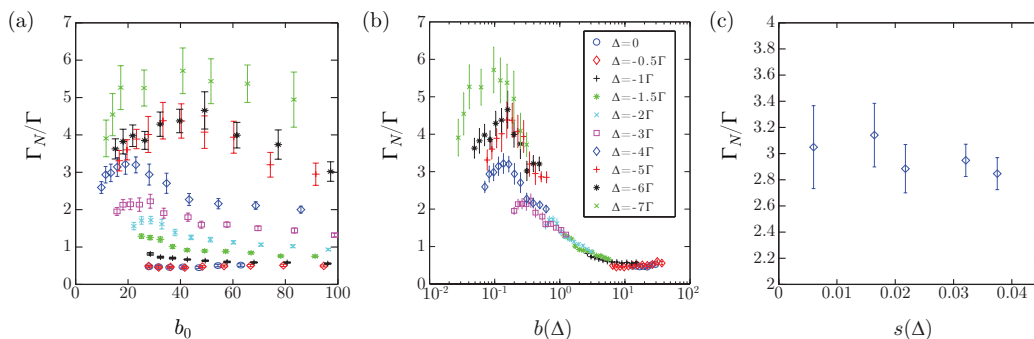 (a)
Γ_N/Γ
7
6
5
4
3
2
1
0
0 20 40 60 80 100
b_0
(b)
Γ_N/Γ
7
6
5
4
3
2
1
0
10^-2 10^-1 10^0 10^1 10^2
b(Δ)
Δ=0
Δ=-0.5Γ
Δ=-1Γ
Δ=-1.5Γ
Δ=-2Γ
Δ=-3Γ
Δ=-4Γ
Δ=-5Γ
Δ=-6Γ
Δ=-7Γ
(c)
Γ_N/Γ
4
3.8
3.6
3.4
3.2
3
2.8
2.6
2.4
2.2
2
0 0.01 0.02 0.03 0.04
s(Δ)